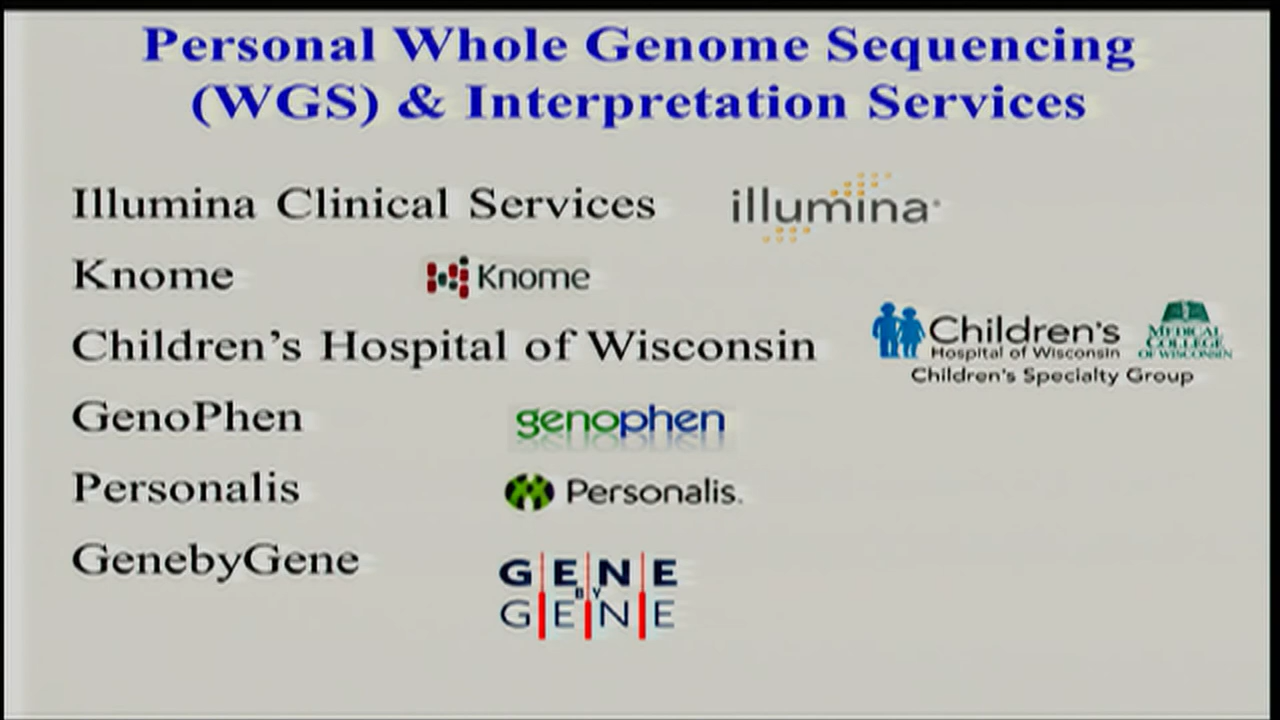 Personal Whole Genome Sequencing
(WGS) & Interpretation Services
Illumina Clinical Services
illumina®
Knome
Knome
Children's Hospital of Wisconsin
Children's
Hospital of Wisconsin
Children's Specialty Group
MEDICAL
COLLEGE
OF WISCONSIN
GenoPhen
genophen
Personalis
Personalis.
GenebyGene
GENE
BY
GENE